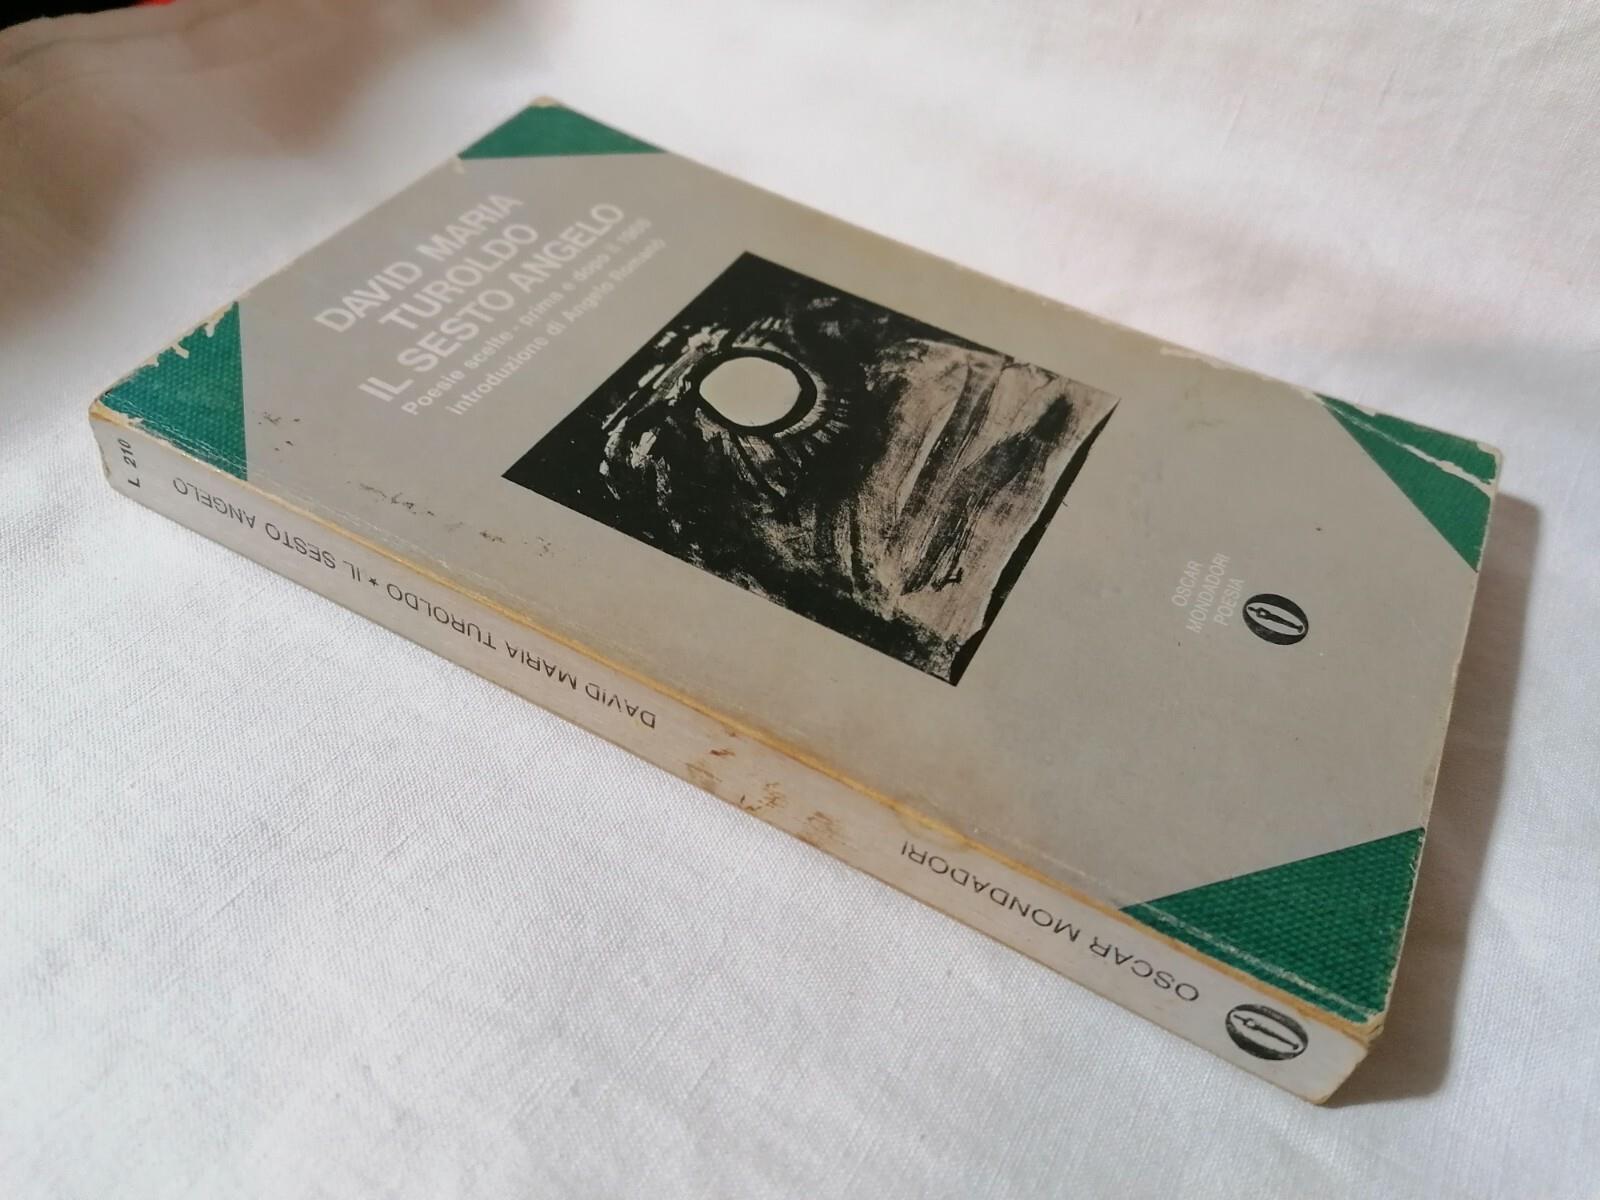 DAVID MARIA
TUROLDO
IL SESTO ANGELO
Poesie scelte - prima e dopo il 1968
introduzione di Angelo Romanò
OSCAR
MONDADORI
POESIA
L 210
DAVID MARIA TUROLDO * IL SESTO ANGELO
OSCAR MONDADORI